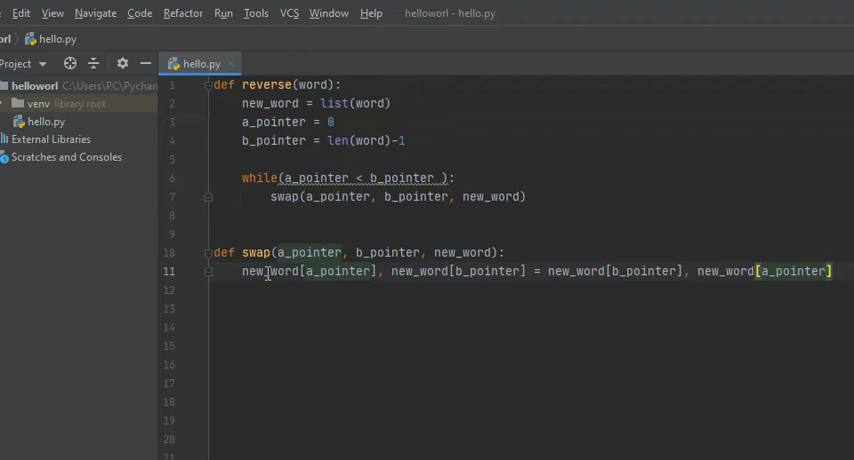 Edit View Navigate Code Refactor Run Tools VCS Window Help helloworl - hello.py
orl hello.py
Project hello.py
helloworl C:\Users\PC\Pychar
venv library root
hello.py
External Libraries
Scratches and Consoles
1 def reverse(word):
2 new_word = list(word)
3 a_pointer = 0
4 b_pointer = len(word)-1
5
6 while(a_pointer < b_pointer ):
7 swap(a_pointer, b_pointer, new_word)
8
9
10 def swap(a_pointer, b_pointer, new_word):
11 new_word[a_pointer], new_word[b_pointer] = new_word[b_pointer], new_word[a_pointer]
12
13
14
15
16
17
18
19
20
21